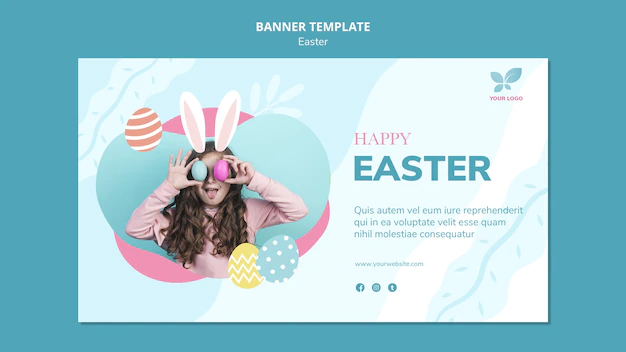 BANNER TEMPLATE
Easter
YOUR LOGO
HAPPY
EASTER
Quis autem vel eum iure reprehenderit
qui in ea voluptate velit esse quam
nihil molestiae consequatur
www.yourwebsite.com